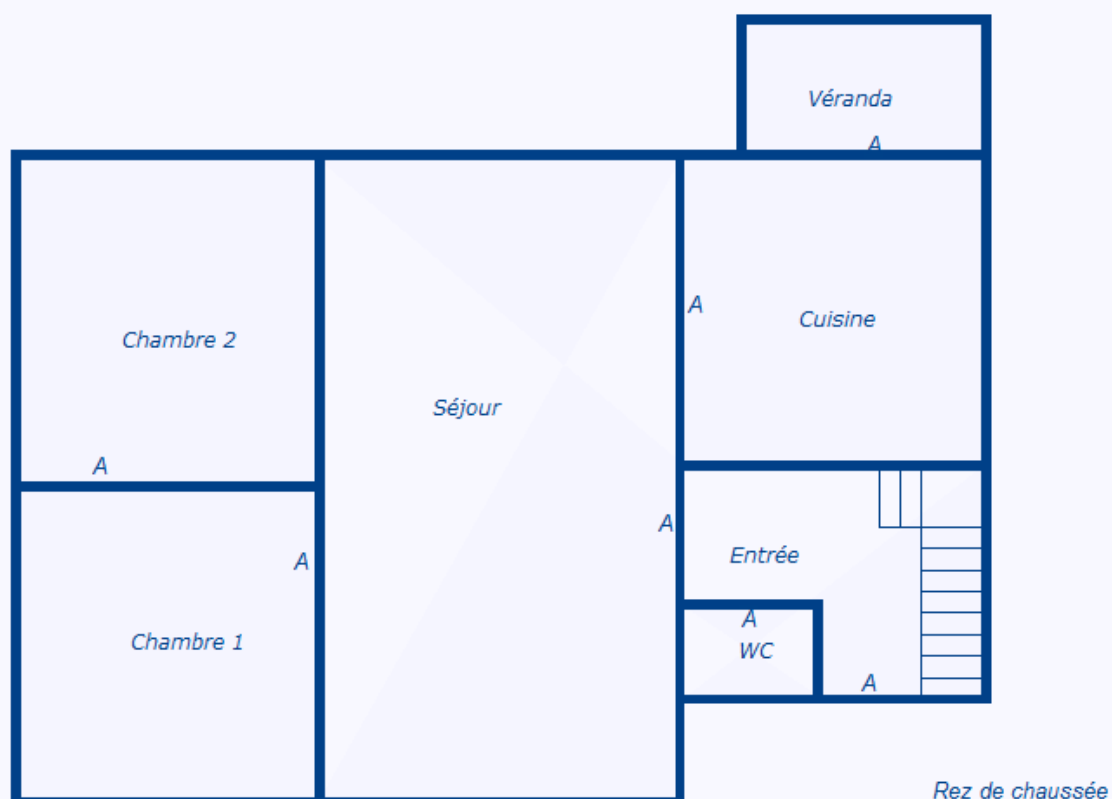 Véranda
A
A
Cuisine
Chambre 2
Séjour
A
A
Entrée
A
A
WC
Chambre 1
A
Rez de chaussée